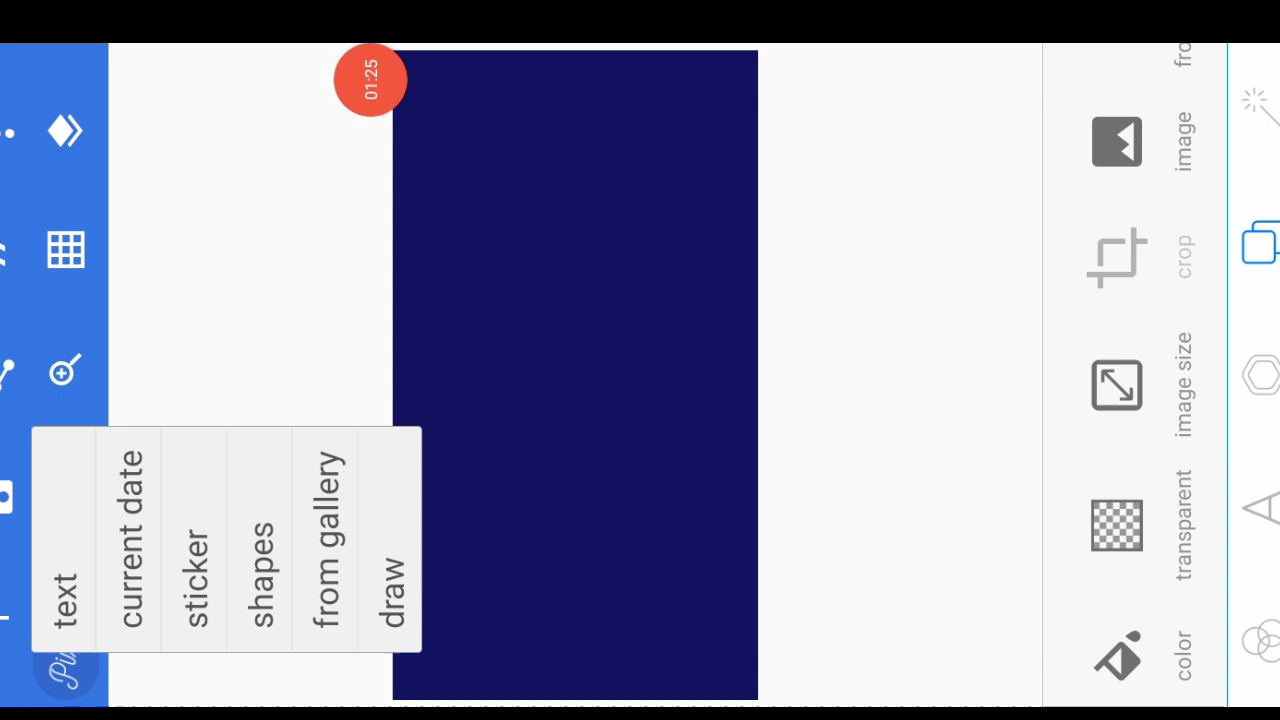 01:25
text
current date
sticker
shapes
from gallery
draw
color
transparent
image size
crop
image